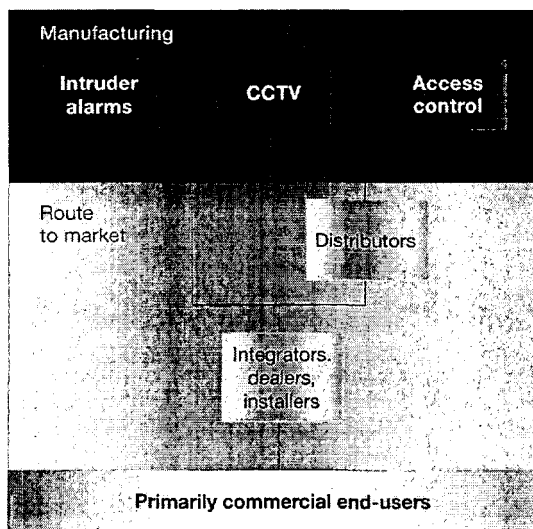 Manufacturing
Intruder
alarms
CCTV
Access
control
Route
to market
Distributors
Integrators,
dealers,
installers
Primarily commercial end-users